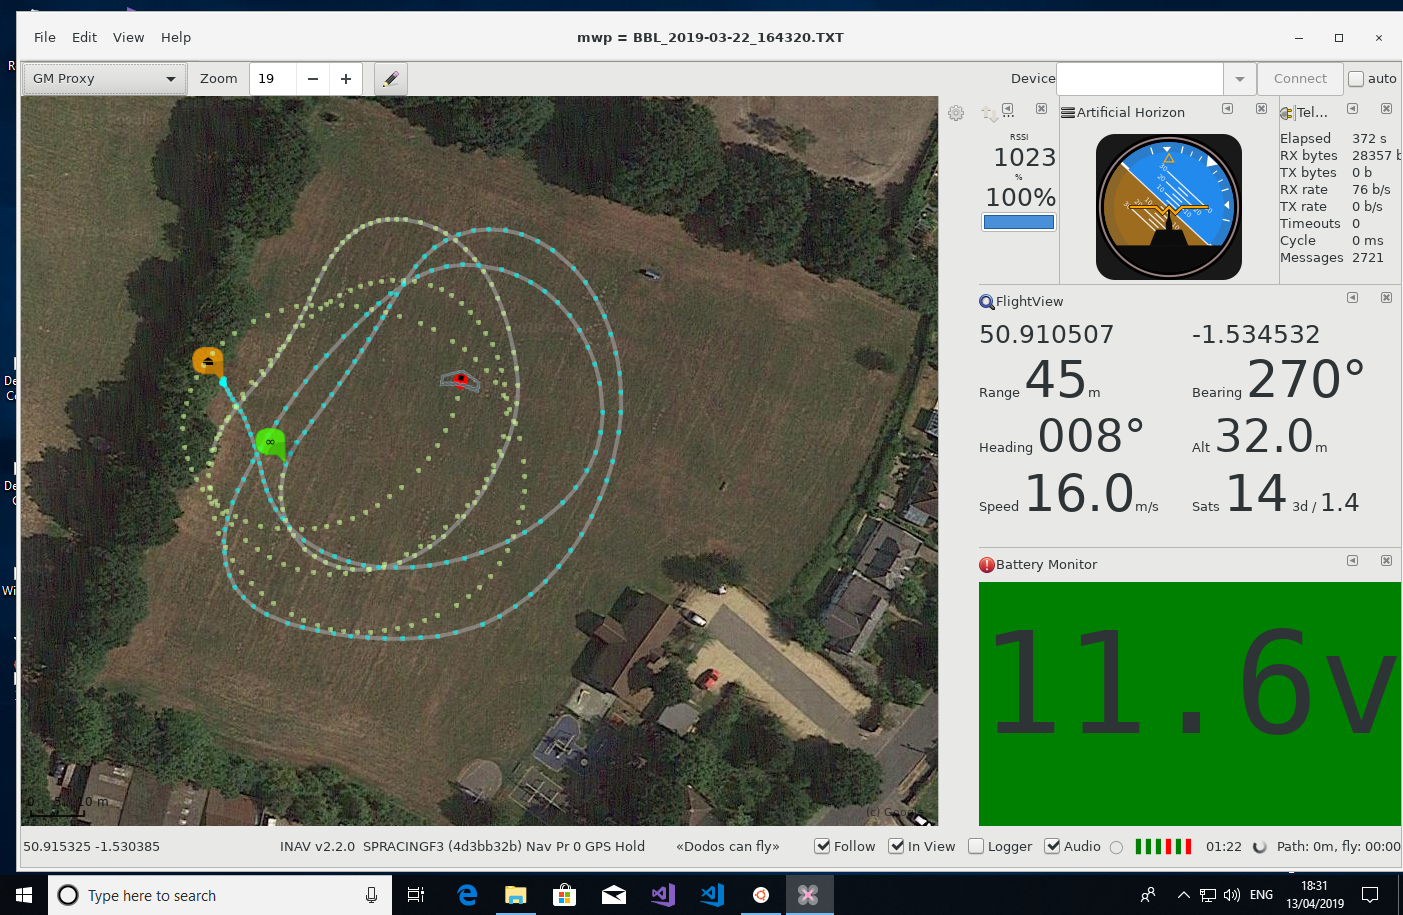 mwp = BBL_2019-03-22_164320.TXT
File Edit View Help
GM Proxy Zoom 19 − + Device Connect auto
...
RSSI
1023
%
100%
Artificial Horizon
Tel...
Elapsed 372 s
RX bytes 28357 b
TX bytes 0 b
RX rate 76 b/s
TX rate 0 b/s
Timeouts 0
Cycle 0 ms
Messages 2721
FlightView
50.910507 -1.534532
Range 45m Bearing 270°
Heading 008° Alt 32.0m
Speed 16.0m/s Sats 14 3d / 1.4
Battery Monitor
11.6v
50.915325 -1.530385 INAV v2.2.0 SPRACINGF3 (4d3bb32b) Nav Pr 0 GPS Hold «Dodos can fly» Follow In View Logger Audio 01:22 Path: 0m, fly: 00:00
Type here to search
ENG
18:31
13/04/2019